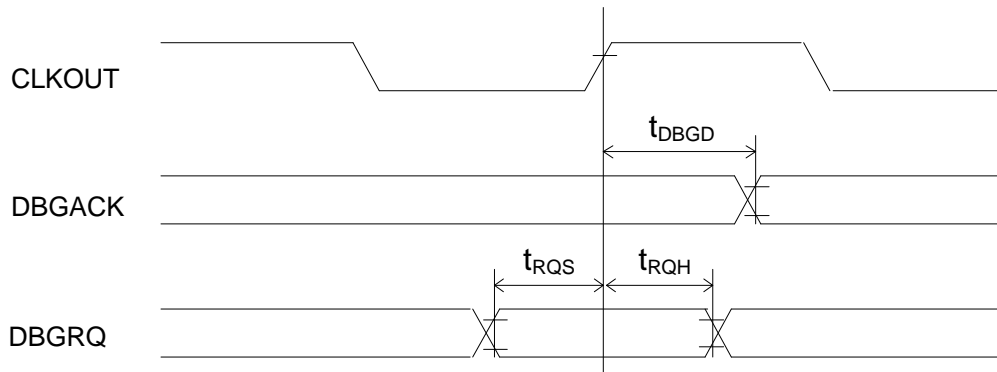 CLKOUT
tDBGD
DBGACK
tRQS tRQH
DBGRQ